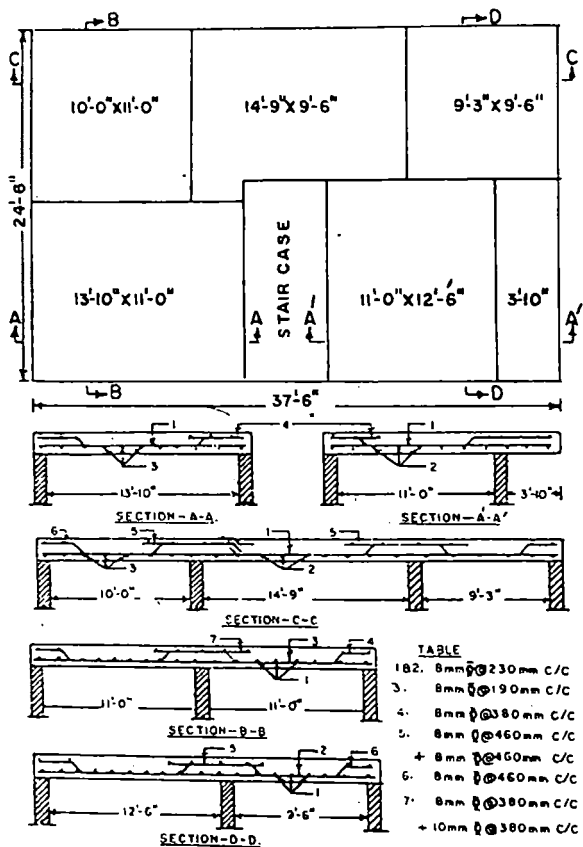 B D
C C
10'-0"X11'-0" 14'-9"X9'-6" 9'-3"X9'-6"
24'-6"
STAIR CASE
13'-10"X11'-0" 11'-0"X12'-6" 3'-10"
A A A' A'
B D
37'-6"
1 4 1
3 2
13'-10" 11'-0" 3'-10"
SECTION-A-A. SECTION-A'-A'
6 5 1 5
3 2
10'-0" 14'-9" 9'-3"
SECTION-C-C
7 3 4
1
11'-0" 11'-0"
SECTION-B-B
5 2 6
1
12'-6" 9'-6"
SECTION-D-D.
TABLE
1&2. 8mm @230mm C/C
3. 8mm @190mm C/C
4. 8mm @380mm C/C
5. 8mm @460mm C/C
+ 8mm @460mm C/C
6. 8mm @460mm C/C
7. 8mm @380mm C/C
+ 10mm @380mm C/C